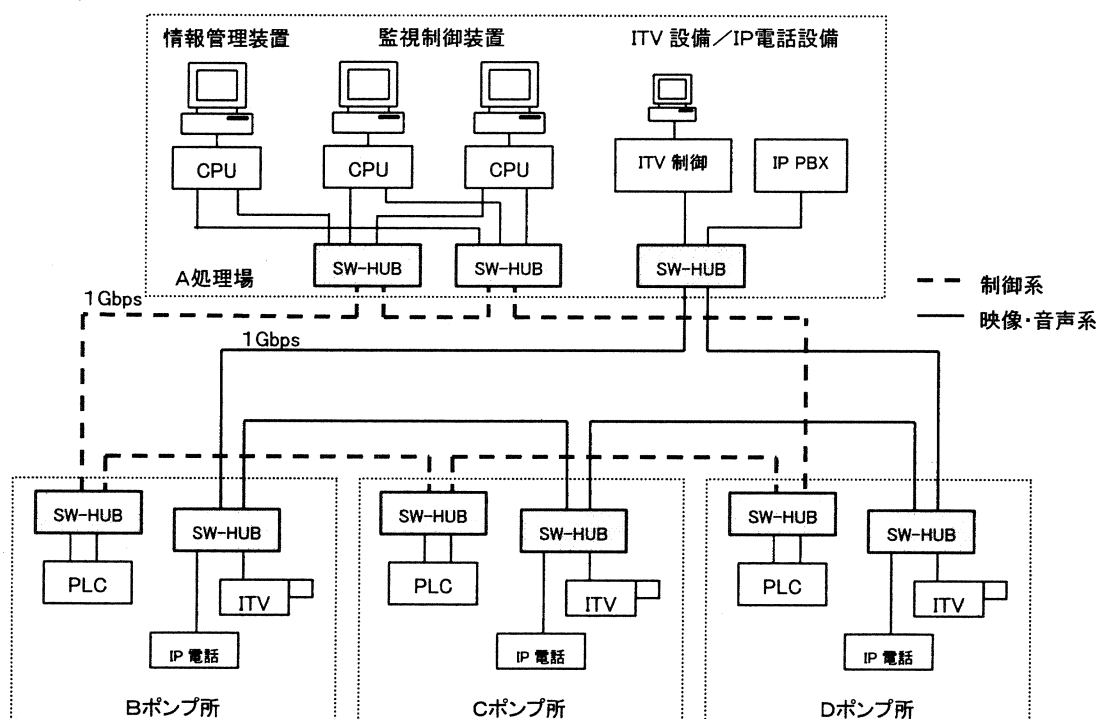 情報管理装置
監視制御装置
ITV 設備／IP電話設備
CPU
CPU
CPU
ITV 制御
IP PBX
SW-HUB
SW-HUB
SW-HUB
A処理場
制御系
映像・音声系
1Gbps
1Gbps
SW-HUB
SW-HUB
PLC
ITV
IP 電話
Bポンプ所
SW-HUB
SW-HUB
PLC
ITV
IP 電話
Cポンプ所
SW-HUB
SW-HUB
PLC
ITV
IP 電話
Dポンプ所